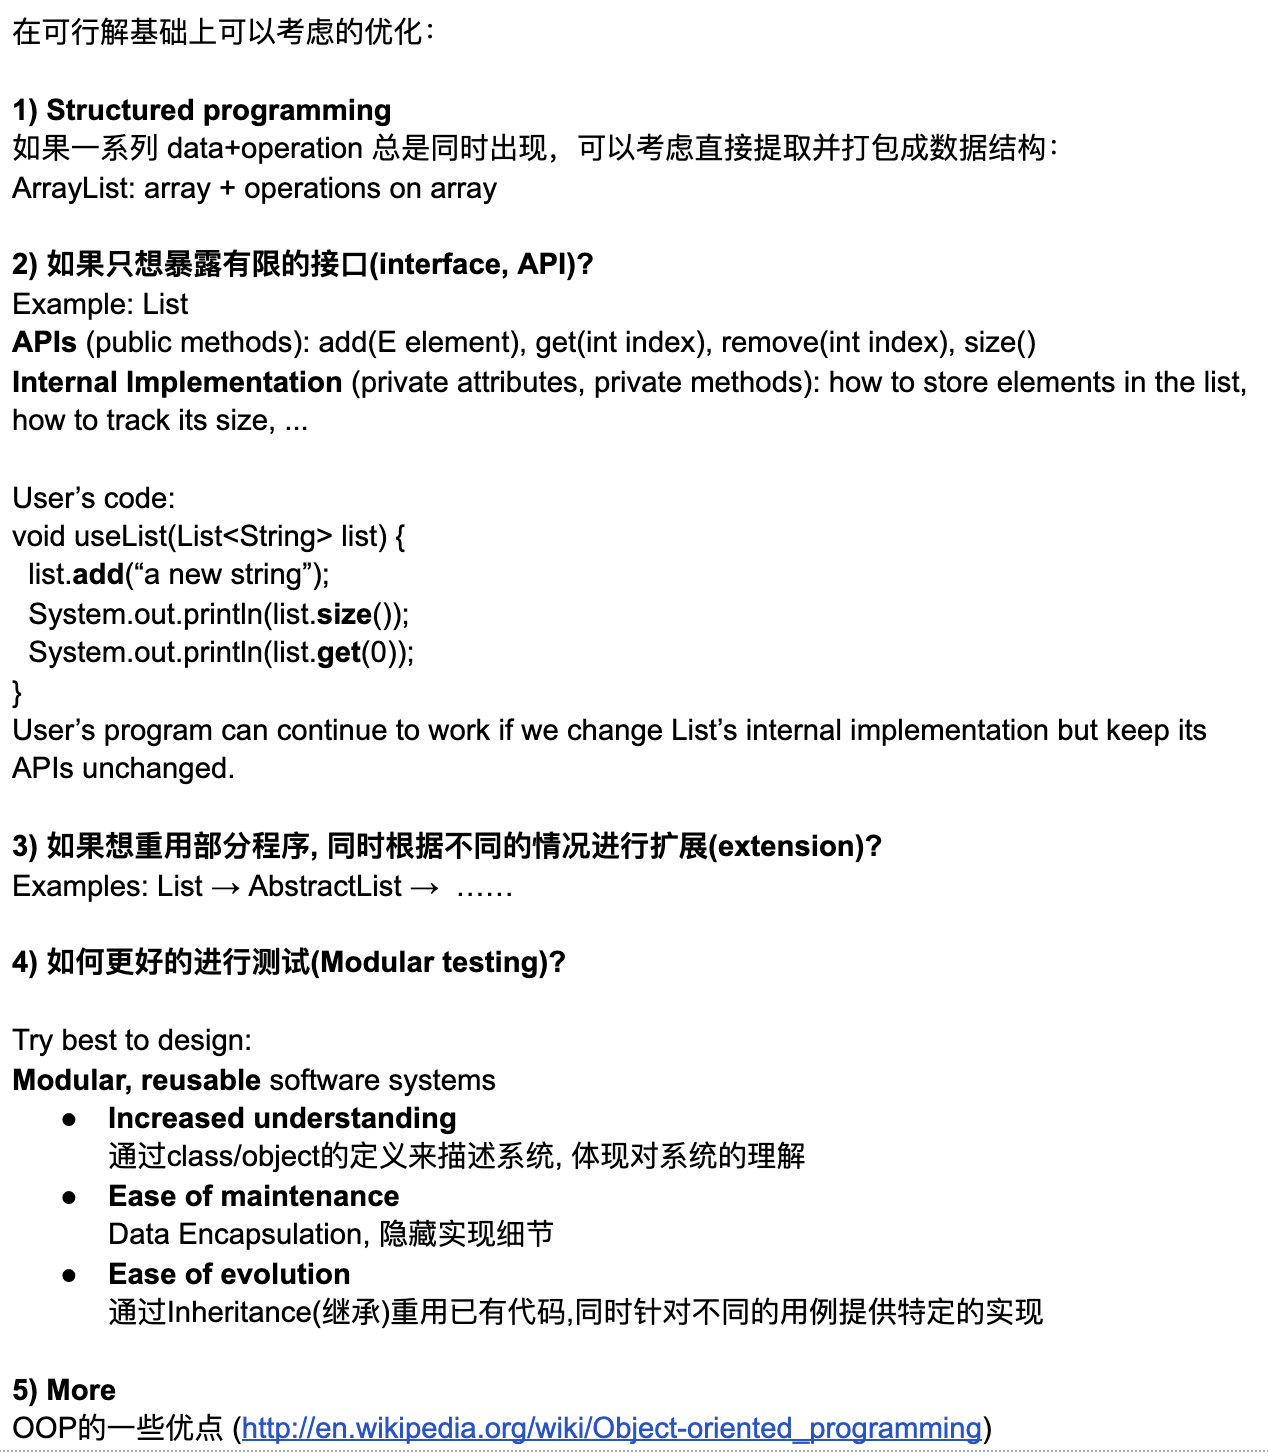 在可行解基础上可以考虑的优化：
1) Structured programming
如果一系列 data+operation 总是同时出现，可以考虑直接提取并打包成数据结构：
ArrayList: array + operations on array
2) 如果只想暴露有限的接口(interface, API)?
Example: List
APIs (public methods): add(E element), get(int index), remove(int index), size()
Internal Implementation (private attributes, private methods): how to store elements in the list,
how to track its size, ...
User’s code:
void useList(List<String> list) {
list.add(“a new string”);
System.out.println(list.size());
System.out.println(list.get(0));
}
User’s program can continue to work if we change List’s internal implementation but keep its
APIs unchanged.
3) 如果想重用部分程序, 同时根据不同的情况进行扩展(extension)?
Examples: List → AbstractList → ……
4) 如何更好的进行测试(Modular testing)?
Try best to design:
Modular, reusable software systems
● Increased understanding
通过class/object的定义来描述系统, 体现对系统的理解
● Ease of maintenance
Data Encapsulation, 隐藏实现细节
● Ease of evolution
通过Inheritance(继承)重用已有代码,同时针对不同的用例提供特定的实现
5) More
OOP的一些优点 (http://en.wikipedia.org/wiki/Object-oriented_programming)